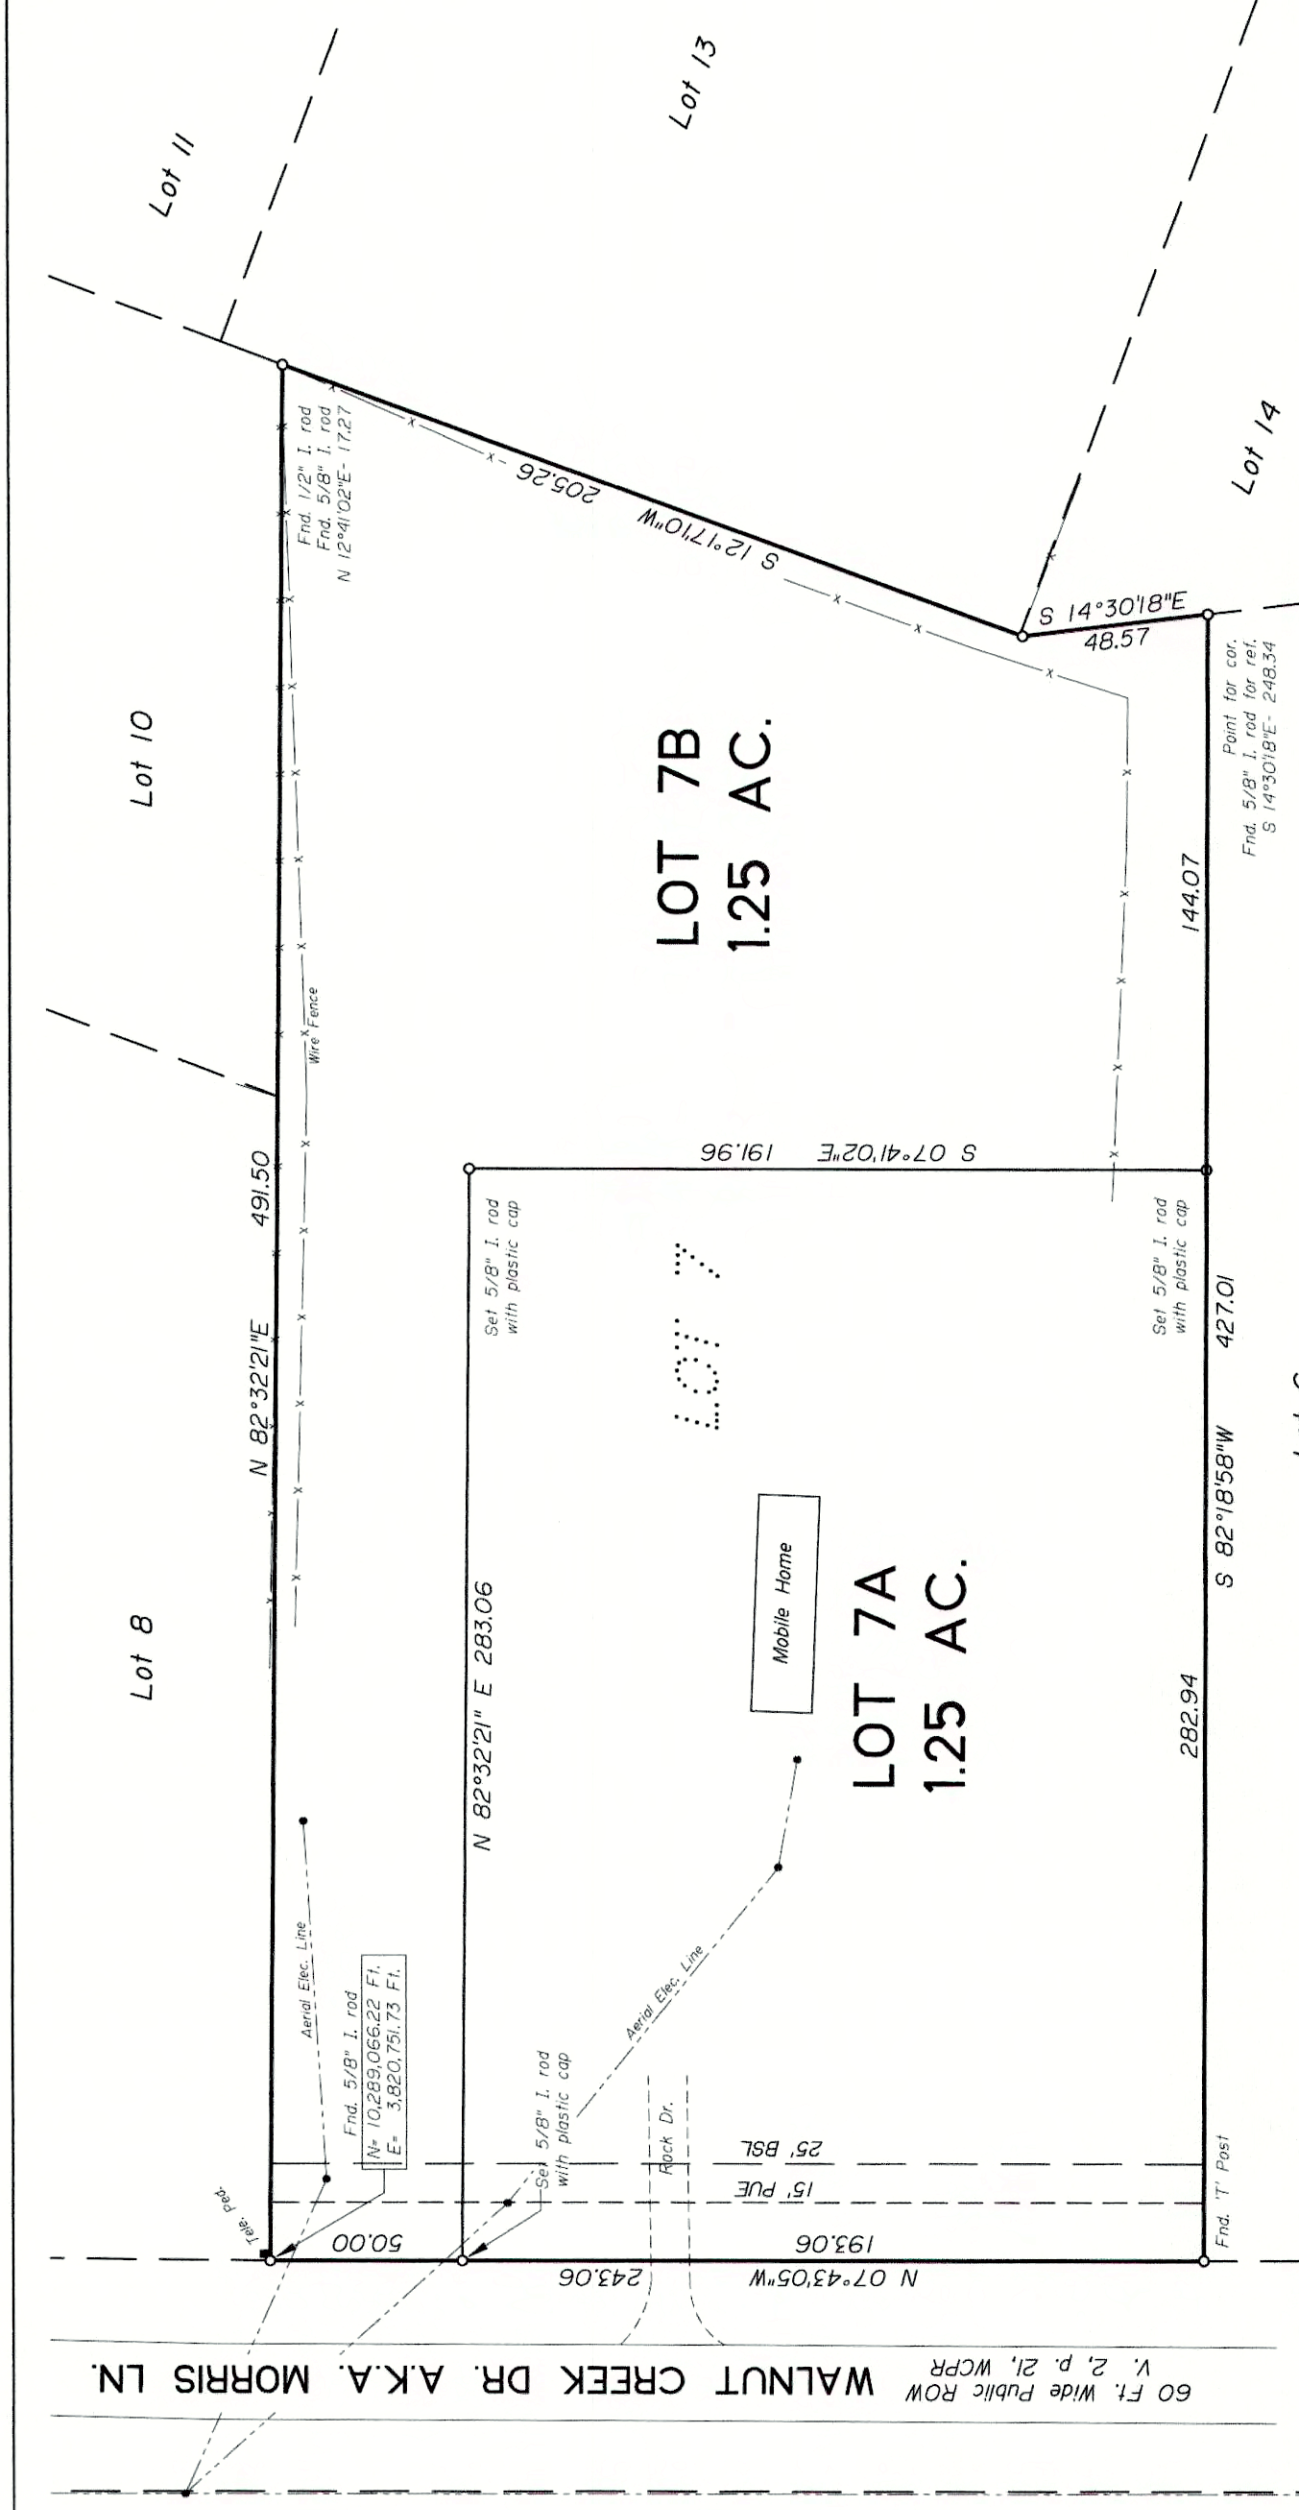 Lot 8
Lot 10
Lot 11
Lot 13
Lot 14
N 82°32'21"E 491.50
Tele. Ped.
Aerial Elec. Line
Fnd. 5/8" I. rod
N= 10,289,066.22 Ft.
E= 3,820,751.73 Ft.
Wire Fence
Fnd. 1/2" I. rod
Fnd. 5/8" I. rod
N 12°41'02"E- 17.27
S 12°17'10"W 205.26
S 14°30'18"E
48.57
LOT 7B
1.25 AC.
N 82°32'21" E 283.06
Set 5/8" I. rod
with plastic cap
Set 5/8" I. rod
with plastic cap
S 07°41'02"E 191.96
LOT 7
Aerial Elec. Line
Rock Dr.
Mobile Home
LOT 7A
1.25 AC.
25' BSL
15' PUE
50.00
193.06
N 07°43'05"W 243.06
Set 5/8" I. rod
with plastic cap
282.94
144.07
S 82°18'58"W 427.01
Fnd. 'T' Post
Point for cor.
Fnd. 5/8" I. rod for ref.
S 14°30'18"E- 248.34
WALNUT CREEK DR. A.K.A. MORRIS LN.
60 Ft. Wide Public ROW
V. 2, p. 21, WCPR